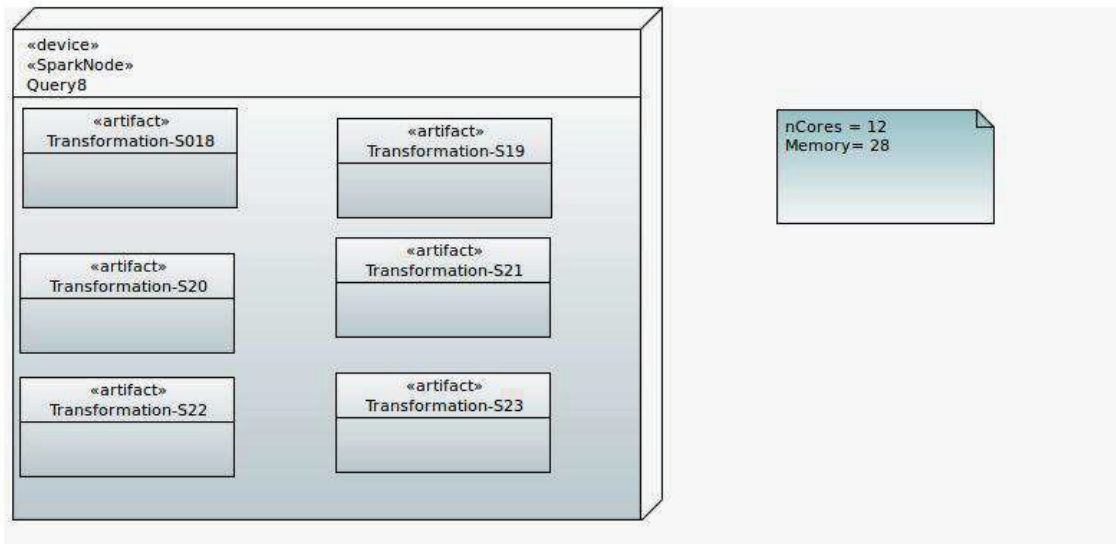 «device»
«SparkNode»
Query8
«artifact»
Transformation-S018
«artifact»
Transformation-S19
«artifact»
Transformation-S20
«artifact»
Transformation-S21
«artifact»
Transformation-S22
«artifact»
Transformation-S23
nCores = 12
Memory= 28